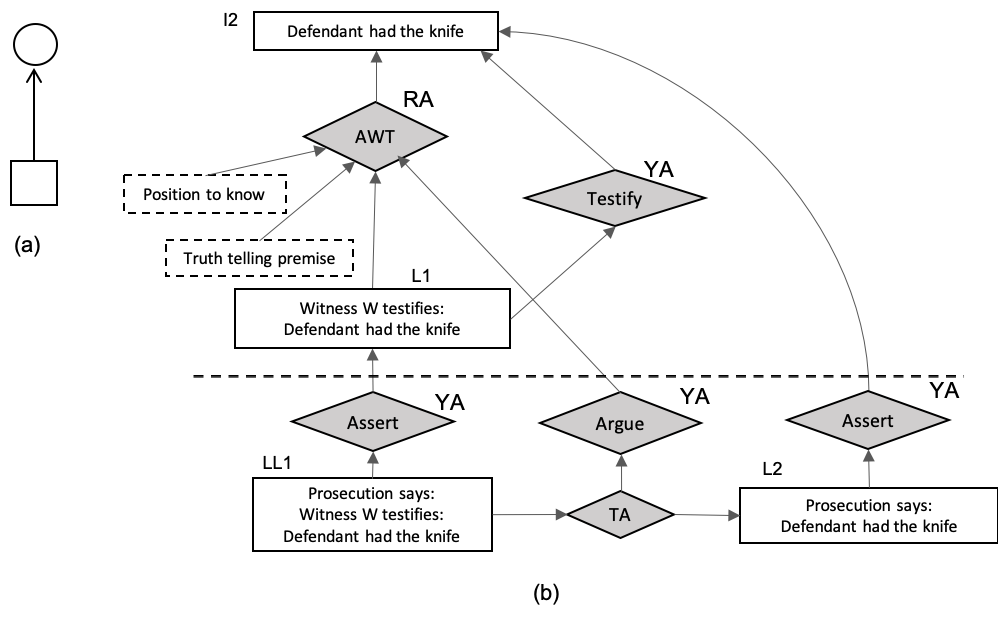 I2
Defendant had the knife
RA
AWT
Position to know
YA
Testify
(a)
Truth telling premise
L1
Witness W testifies:
Defendant had the knife
YA
YA
YA
Assert
Argue
Assert
LL1
L2
Prosecution says:
Witness W testifies:
Defendant had the knife
TA
Prosecution says:
Defendant had the knife
(b)